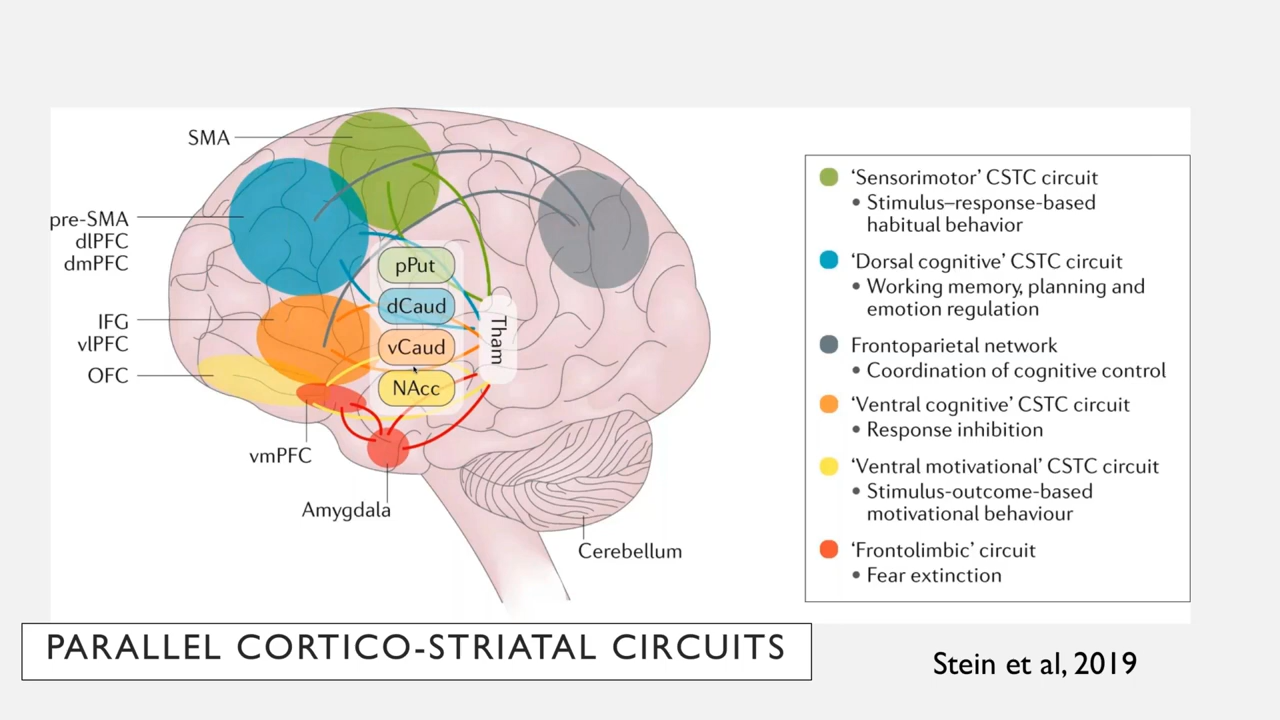 SMA
pre-SMA
dlPFC
dmPFC
IFG
vlPFC
OFC
vmPFC
Amygdala
Cerebellum
pPut
dCaud
vCaud
NAcc
Tham
‘Sensorimotor’ CSTC circuit
• Stimulus–response-based
habitual behavior
‘Dorsal cognitive’ CSTC circuit
• Working memory, planning and
emotion regulation
Frontoparietal network
• Coordination of cognitive control
‘Ventral cognitive’ CSTC circuit
• Response inhibition
‘Ventral motivational’ CSTC circuit
• Stimulus-outcome-based
motivational behaviour
‘Frontolimbic’ circuit
• Fear extinction
PARALLEL CORTICO-STRIATAL CIRCUITS
Stein et al, 2019